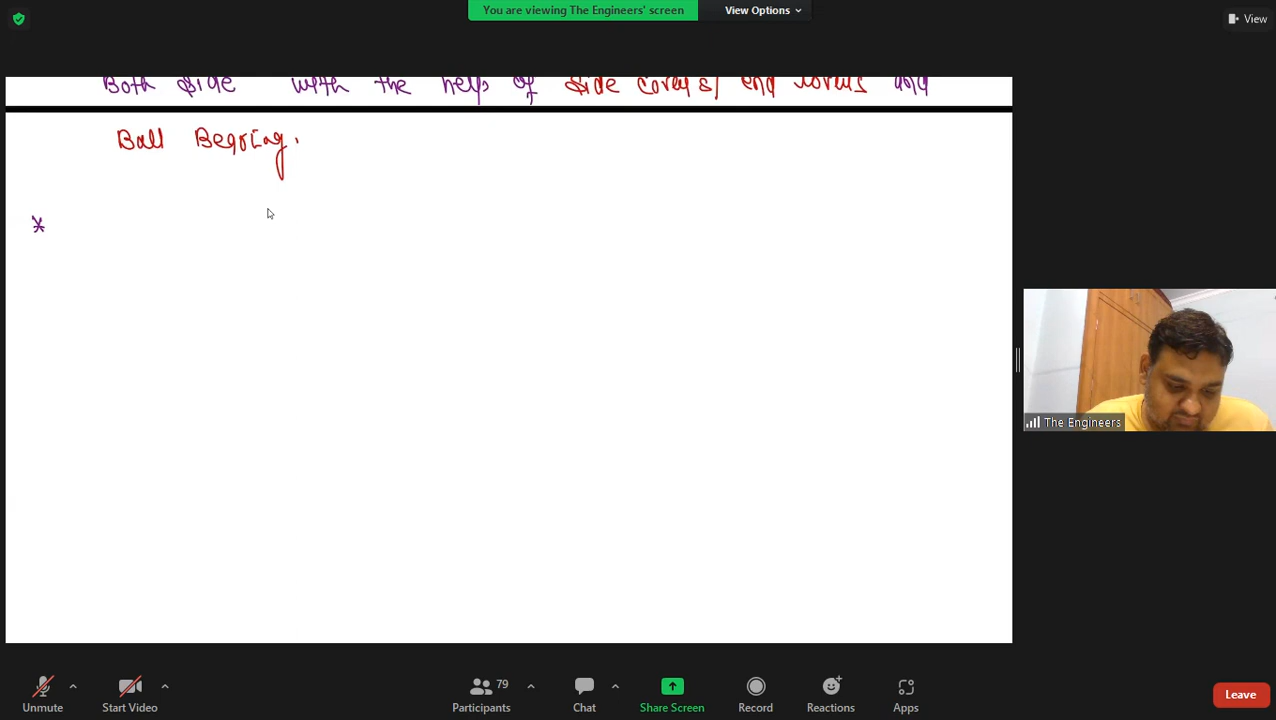 You are viewing The Engineers' screen
View Options
View
Both side with the help of side covers/ end covers and
Ball Bearing.
*
The Engineers
Unmute
Start Video
79
Participants
Chat
Share Screen
Record
Reactions
Apps
Leave